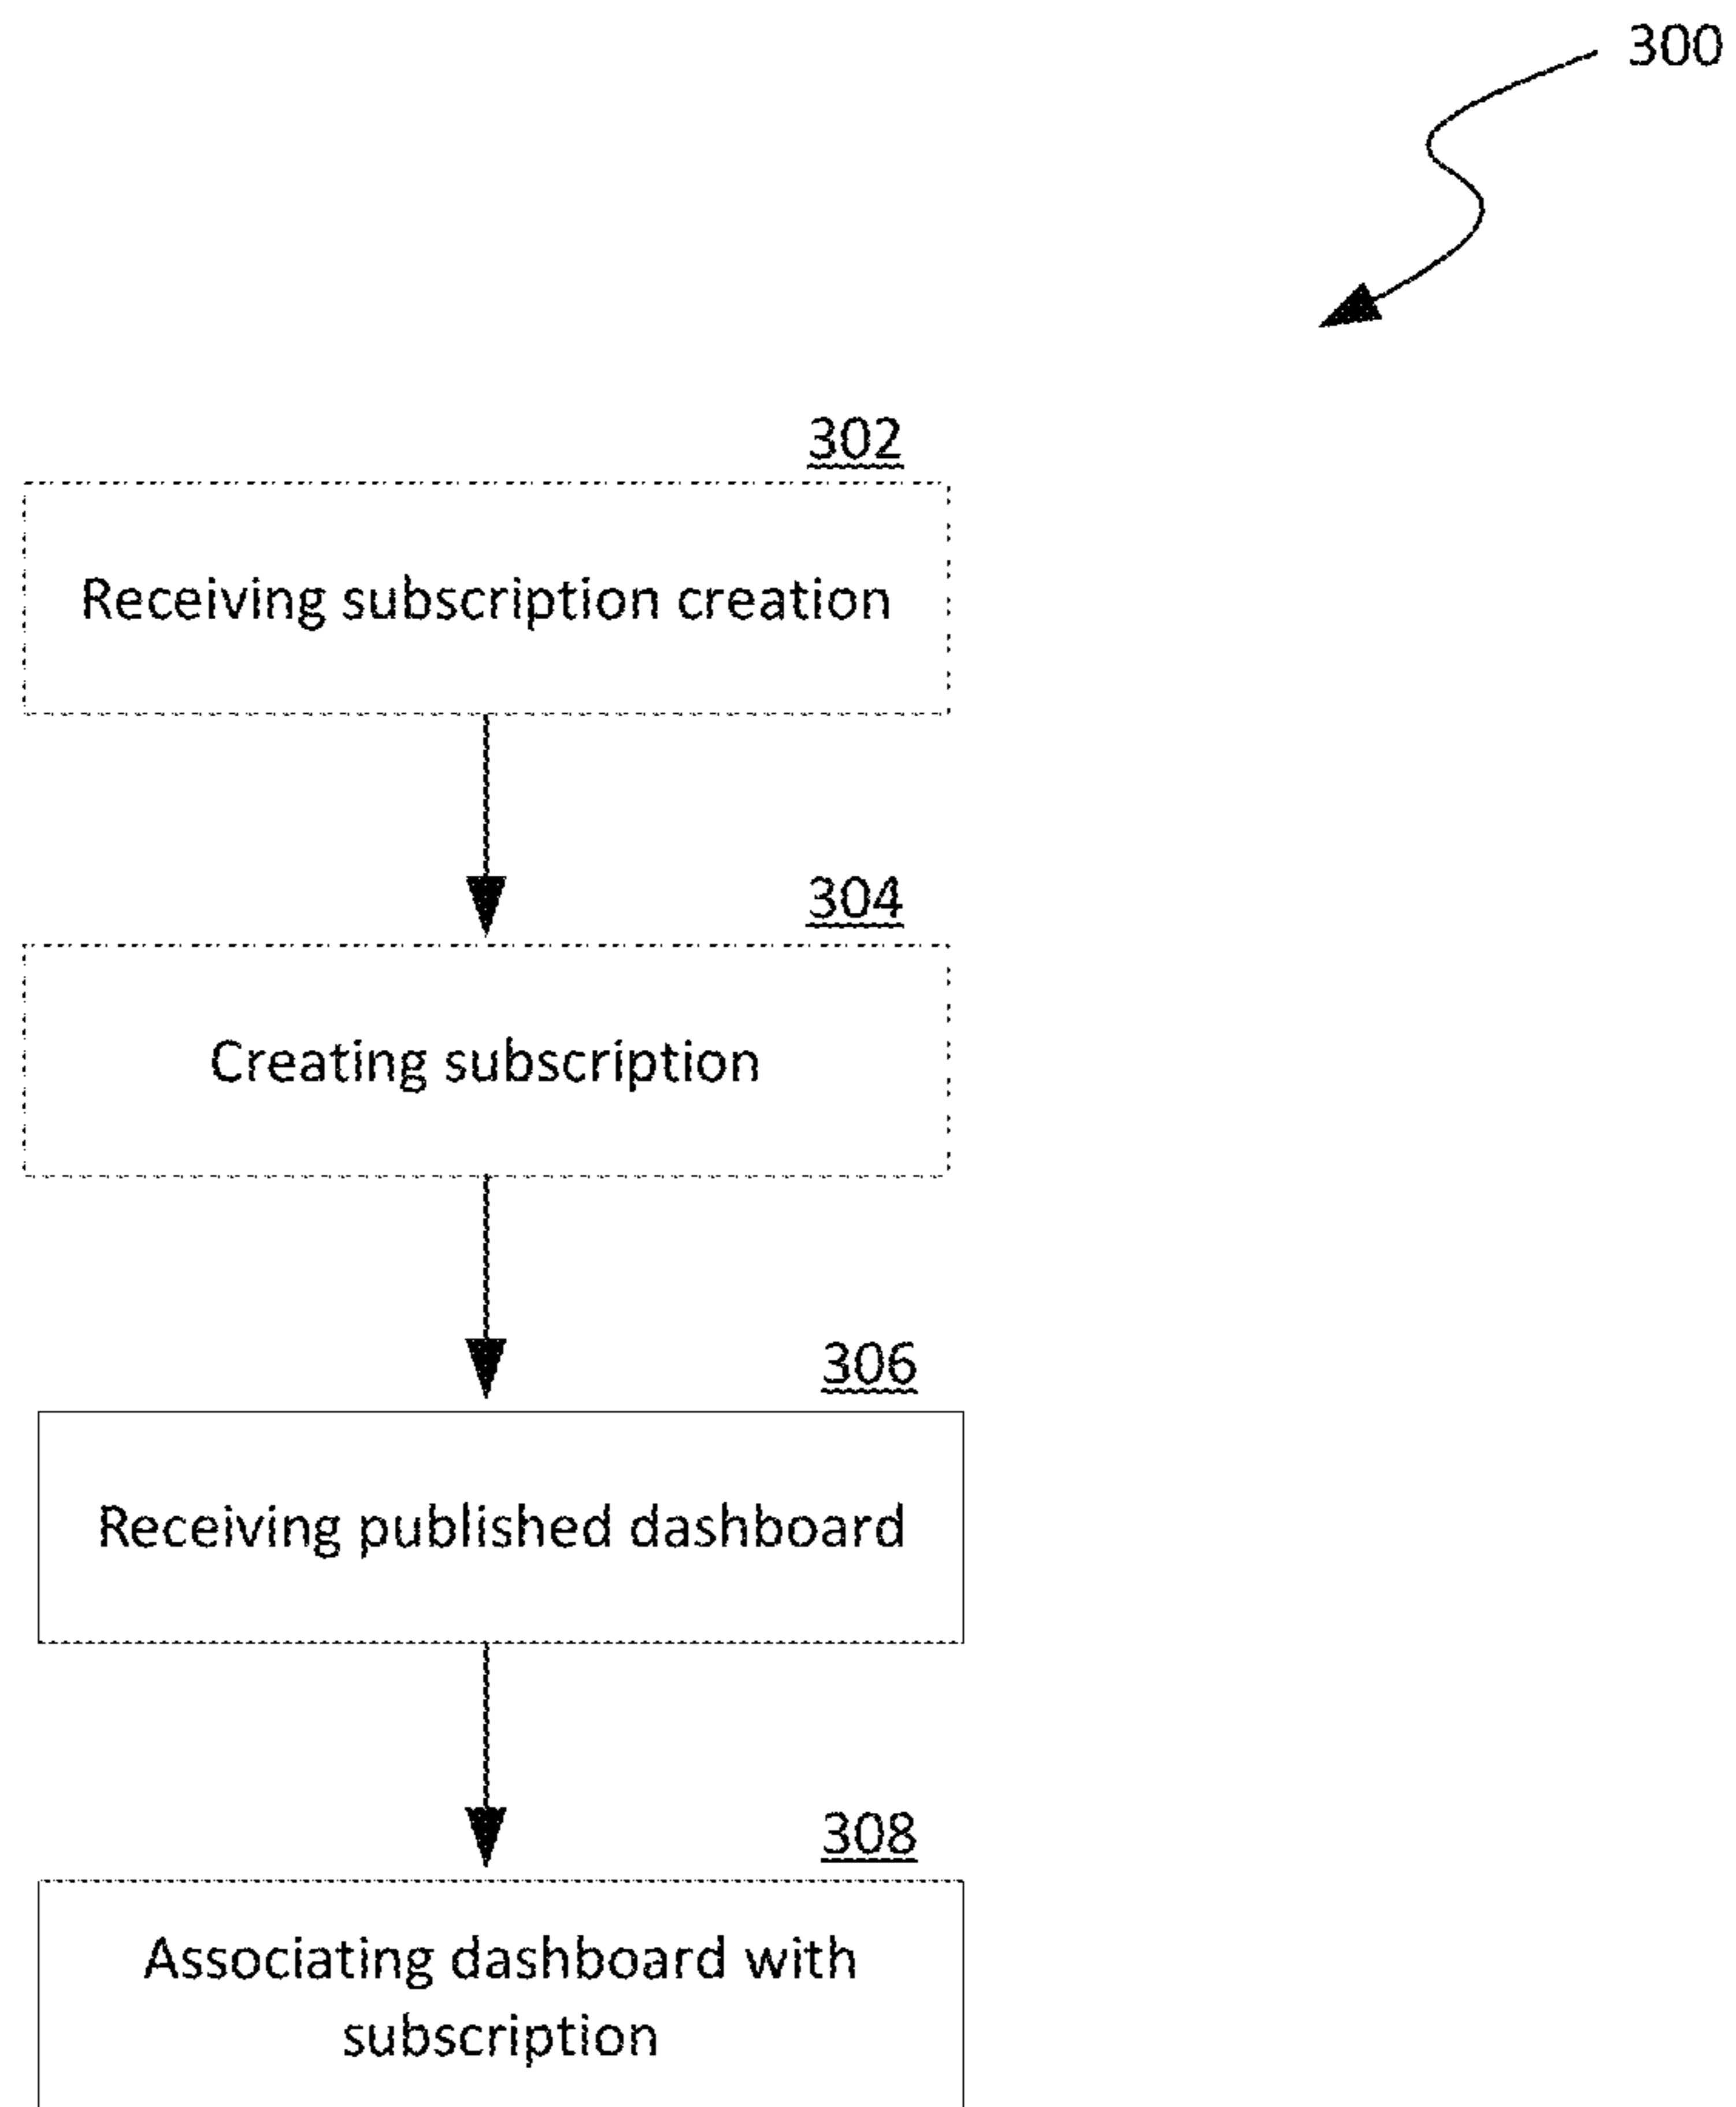 300
302
Receiving subscription creation
304
Creating subscription
306
Receiving published dashboard
308
Associating dashboard with
subscription